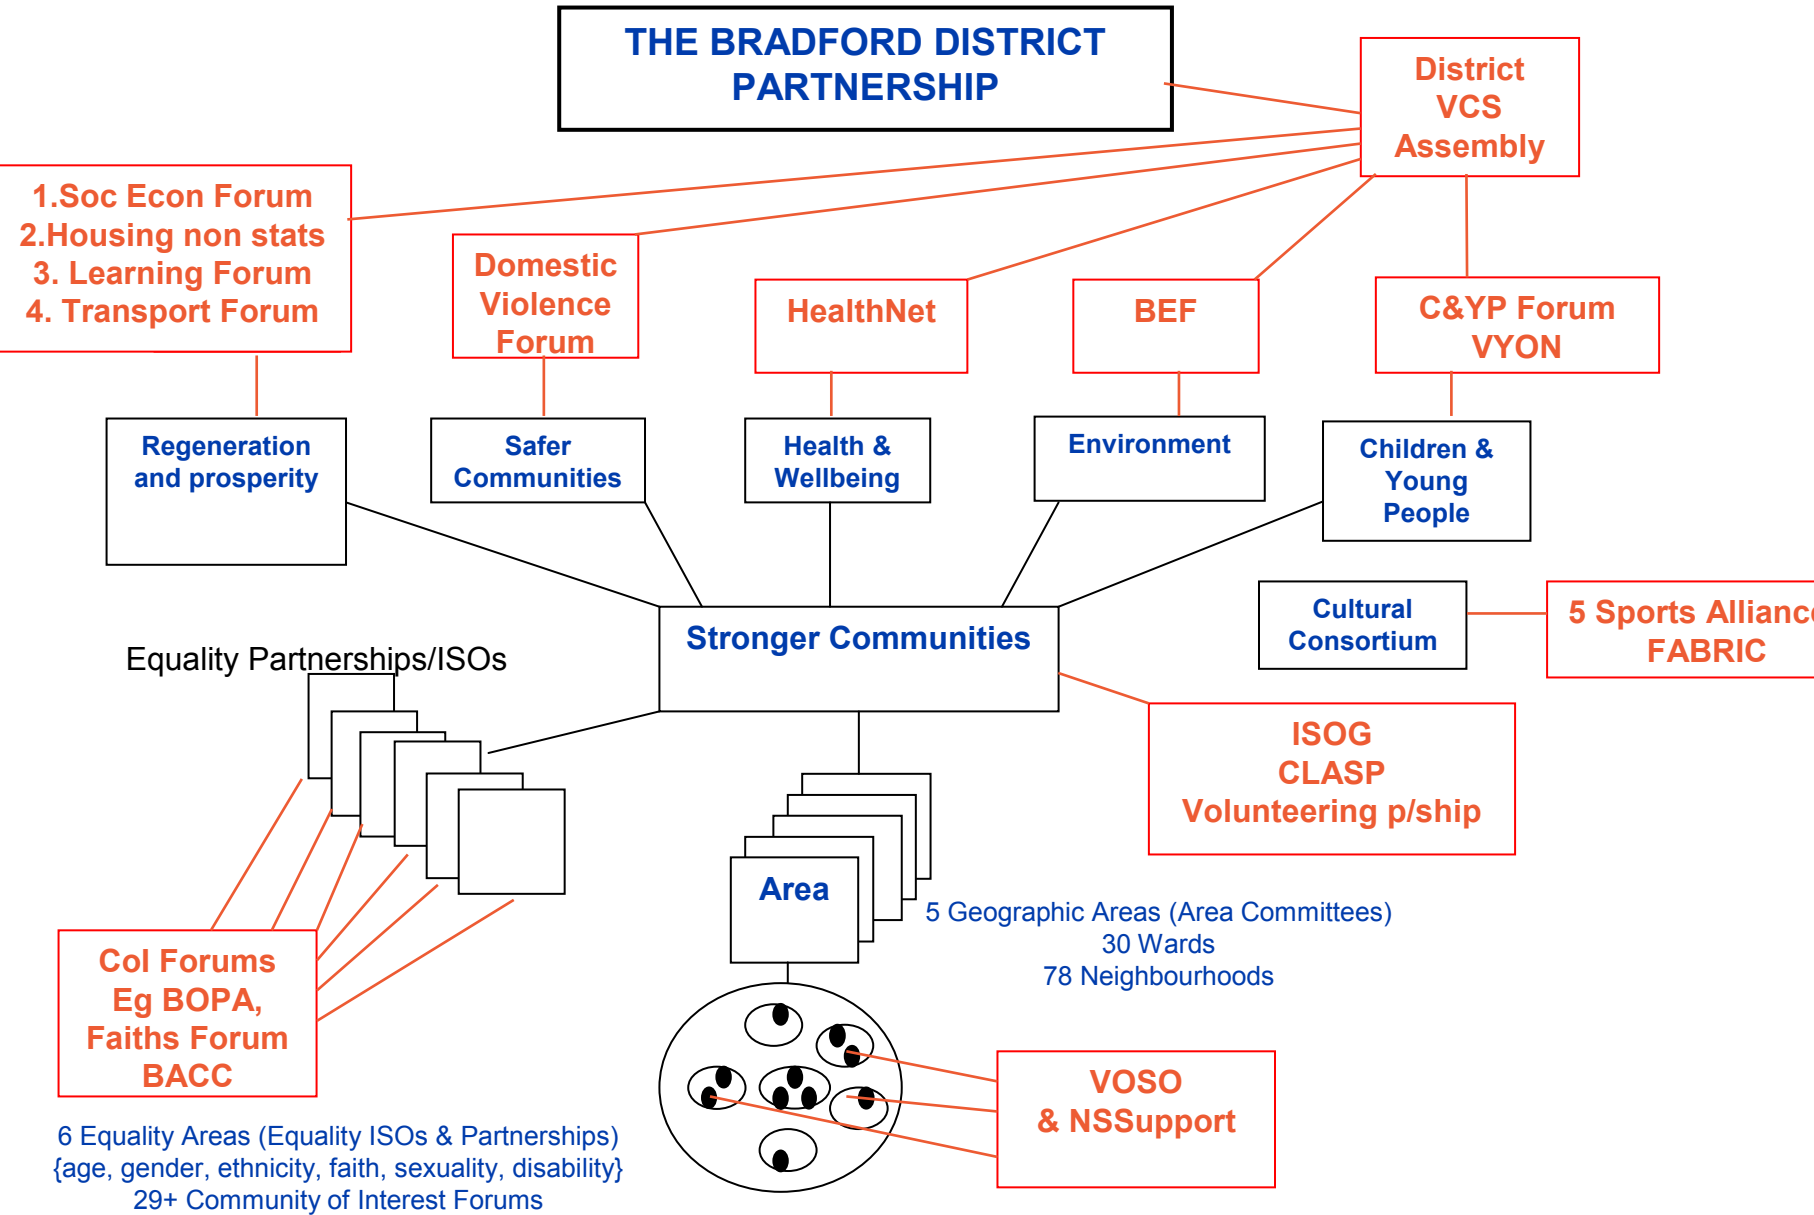 THE BRADFORD DISTRICT
PARTNERSHIP
District
VCS
Assembly
1.Soc Econ Forum
2.Housing non stats
3. Learning Forum
4. Transport Forum
Domestic
Violence
Forum
HealthNet
BEF
C&YP Forum
VYON
Regeneration
and prosperity
Safer
Communities
Health &
Wellbeing
Environment
Children &
Young
People
Cultural
Consortium
5 Sports Alliance
FABRIC
Stronger Communities
Equality Partnerships/ISOs
ISOG
CLASP
Volunteering p/ship
Area
5 Geographic Areas (Area Committees)
30 Wards
78 Neighbourhoods
CoI Forums
Eg BOPA,
Faiths Forum
BACC
VOSO
& NSSupport
6 Equality Areas (Equality ISOs & Partnerships)
{age, gender, ethnicity, faith, sexuality, disability}
29+ Community of Interest Forums